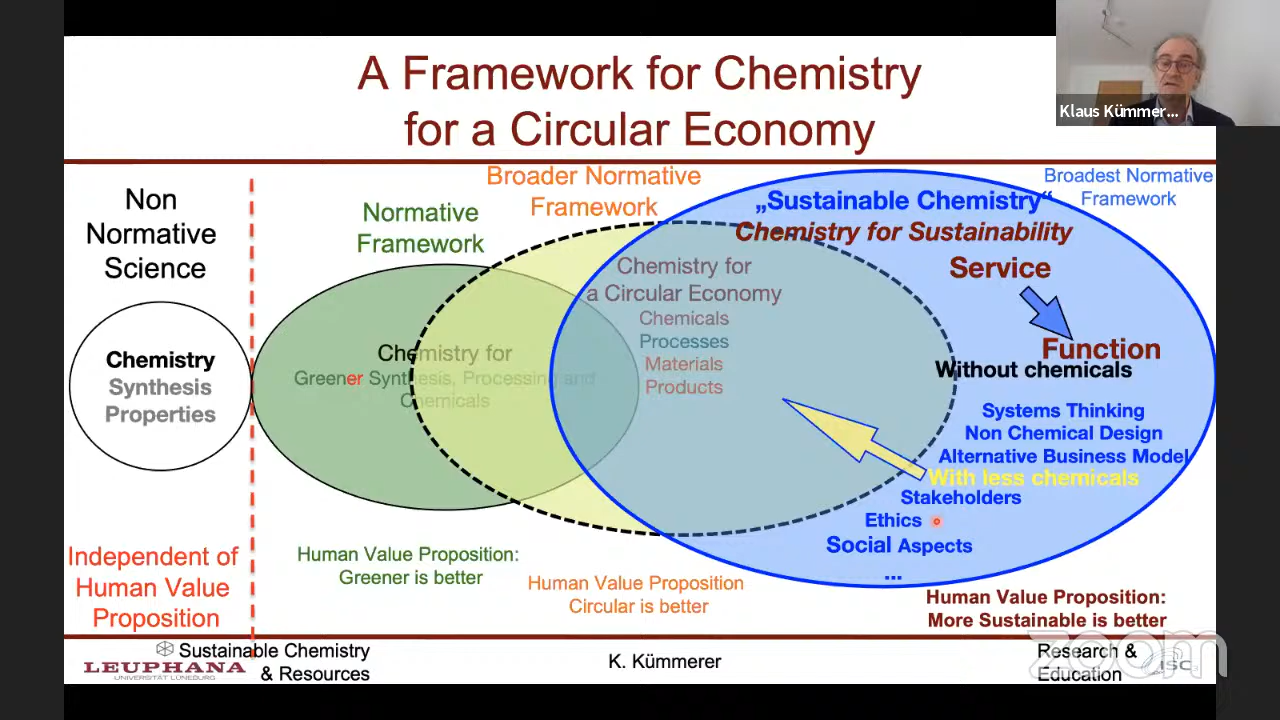 A Framework for Chemistry
for a Circular Economy
Klaus Kümmer...
Non
Normative
Science
Chemistry
Synthesis
Properties
Independent of
Human Value
Proposition
Normative
Framework
Chemistry for
Greener Synthesis, Processing and
Chemicals
Human Value Proposition:
Greener is better
Broader Normative
Framework
Chemistry for
a Circular Economy
Chemicals
Processes
Materials
Products
Human Value Proposition
Circular is better
Broadest Normative
Framework
„Sustainable Chemistry“
Chemistry for Sustainability
Service
Function
Without chemicals
Systems Thinking
Non Chemical Design
Alternative Business Model
With less chemicals
Stakeholders
Ethics
Social Aspects
...
Human Value Proposition:
More Sustainable is better
LEUPHANA
UNIVERSITÄT LÜNEBURG
Sustainable Chemistry
& Resources
K. Kümmerer
Research &
Education
ISC3
zoom